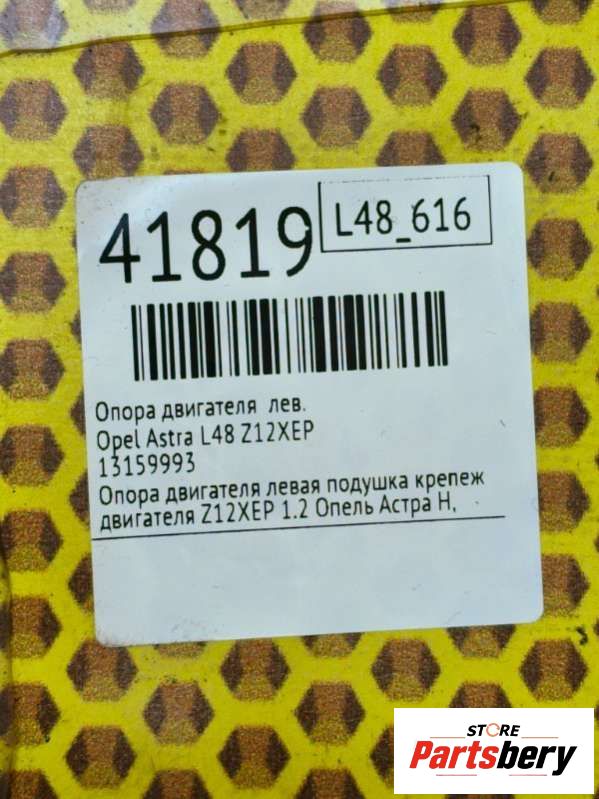 41819
L48_616
Опора двигателя лев.
Opel Astra L48 Z12XEP
13159993
Опора двигателя левая подушка крепеж
двигателя Z12XEP 1.2 Опель Астра H,
STORE
Partsbery